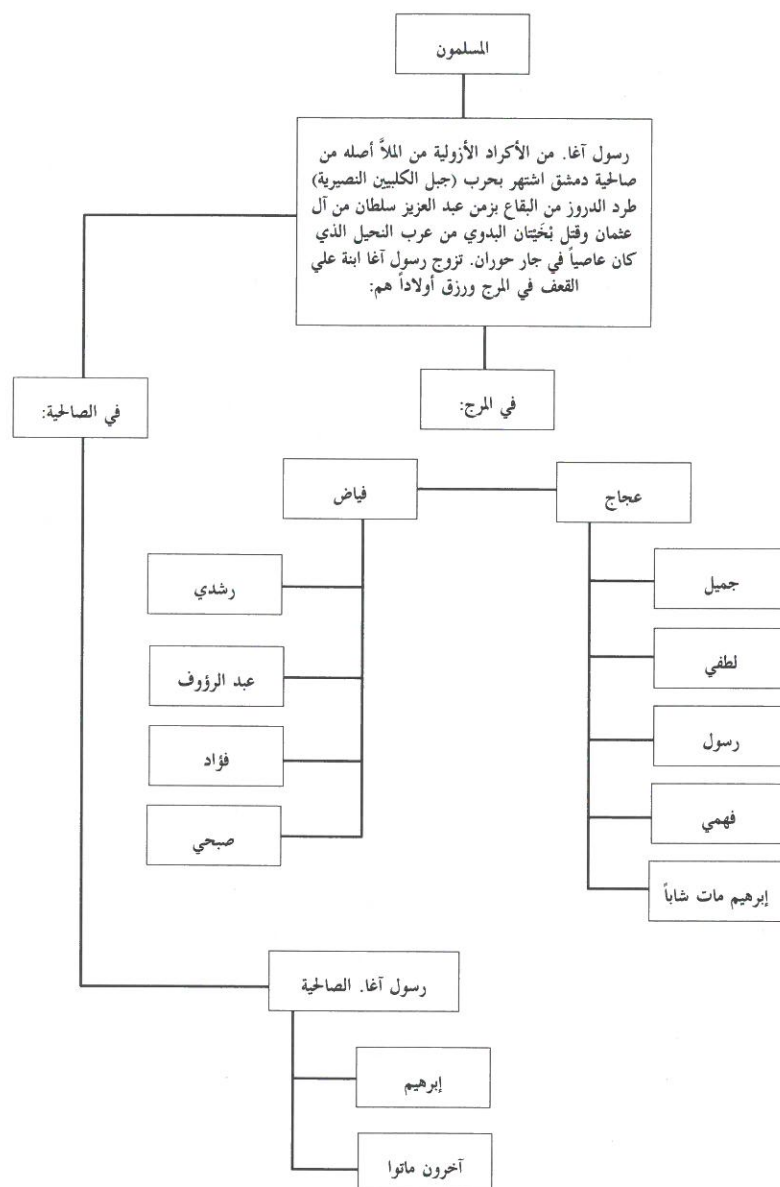 المسلمون
رسول آغا. من الأكراد الأزولية من الملاَّ أصله من
صالحية دمشق اشتهر بحرب (جبل الكلبيين النصيرية)
طرد الدروز من البقاع بزمن عبد العزيز سلطان من آل
عثمان وقتل بْخَيْتان البدوي من عرب النحيل الذي
كان عاصياً في جار حوران. تزوج رسول آغا ابنة علي
القعف في المرج ورزق أولاداً هم:
في المرج:
في الصالحية:
عجاج
فياض
جميل
لطفي
رسول
فهمي
إبرهيم مات شاباً
رشدي
عبد الرؤوف
فؤاد
صبحي
رسول آغا. الصالحية
إبرهيم
آخرون ماتوا